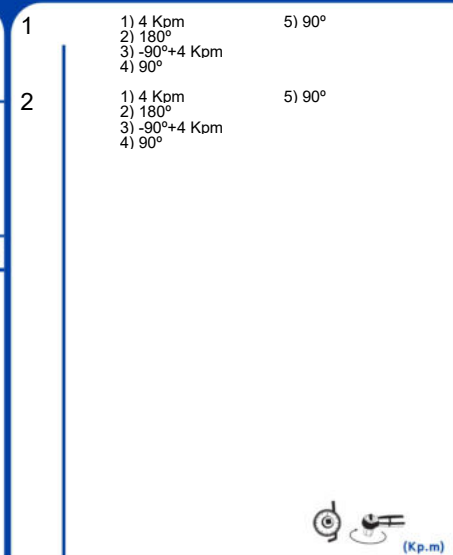 1
1) 4 Kpm 5) 90º
2) 180º
3) -90º+4 Kpm
4) 90º
2
1) 4 Kpm 5) 90º
2) 180º
3) -90º+4 Kpm
4) 90º
(Kp.m)